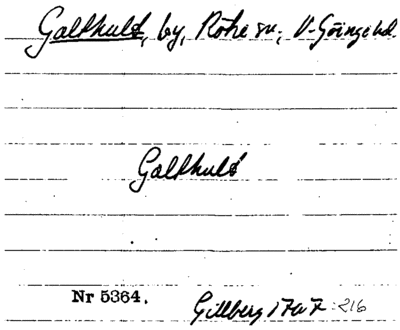 Galthult, by, Röke sn., V-Göinge hd.
Galthult
Nr 5364.
Gillberg 1767: 216